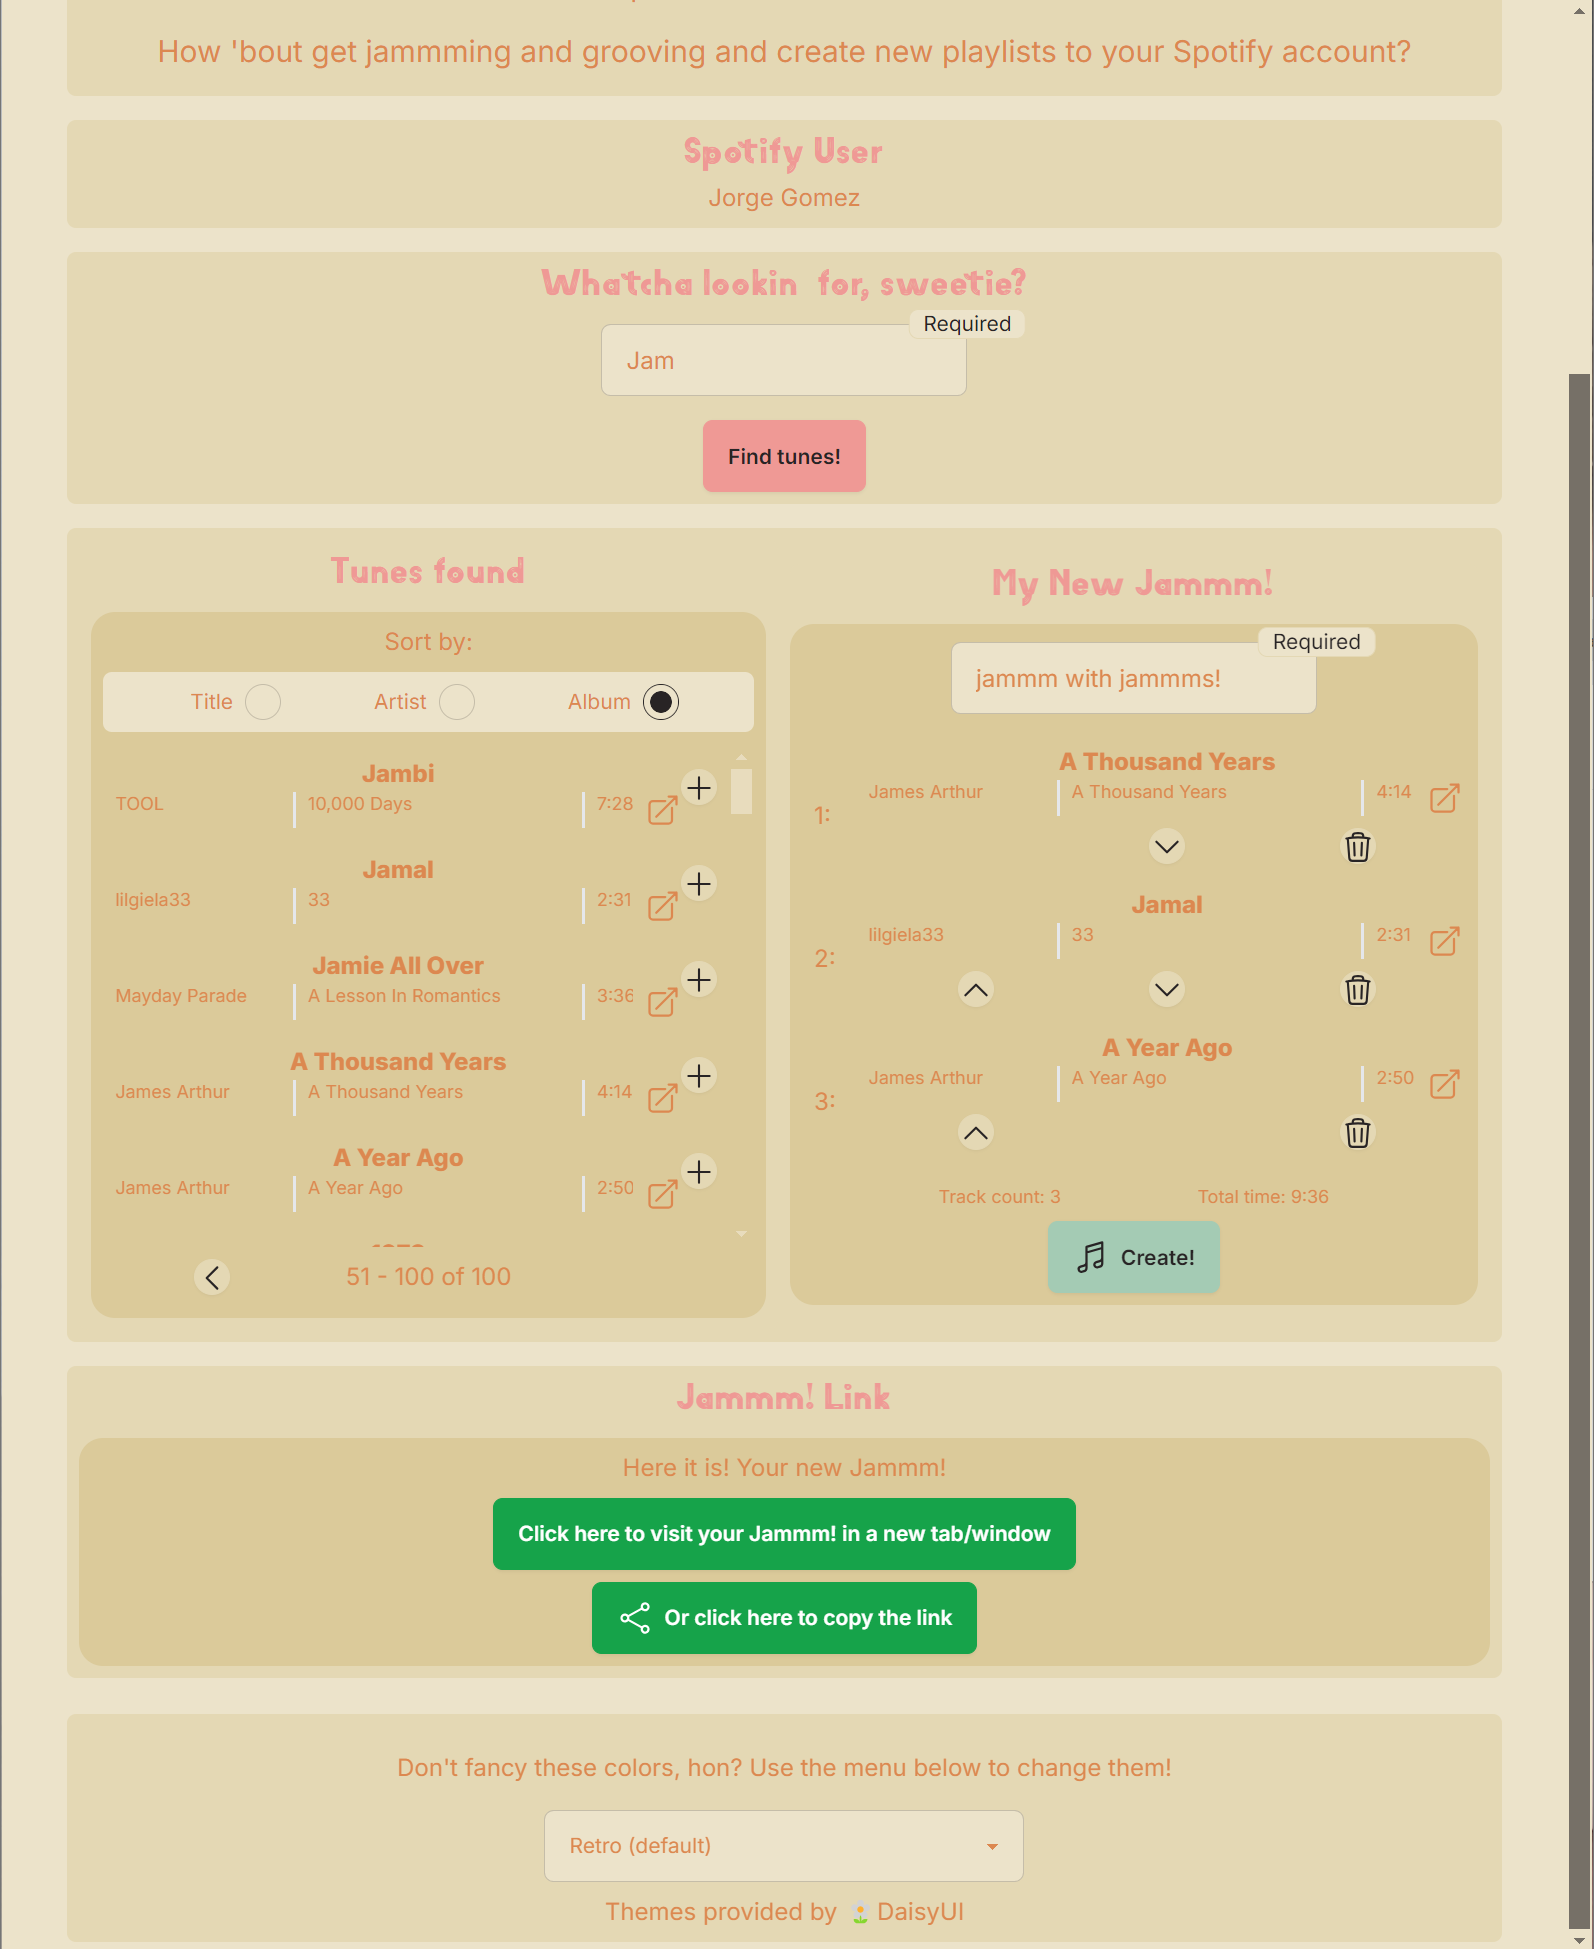 How 'bout get jammming and grooving and create new playlists to your Spotify account?
Spotify User
Jorge Gomez
Whatcha lookin for, sweetie?
Required
Jam
Find tunes!
Tunes found
Sort by:
Title Artist Album
Jambi
TOOL 10,000 Days 7:28
Jamal
lilgiela33 33 2:31
Jamie All Over
Mayday Parade A Lesson In Romantics 3:36
A Thousand Years
James Arthur A Thousand Years 4:14
A Year Ago
James Arthur A Year Ago 2:50
51 - 100 of 100
My New Jammm!
Required
jammm with jammms!
A Thousand Years
1: James Arthur A Thousand Years 4:14
Jamal
2: lilgiela33 33 2:31
A Year Ago
3: James Arthur A Year Ago 2:50
Track count: 3 Total time: 9:36
Create!
Jammm! Link
Here it is! Your new Jammm!
Click here to visit your Jammm! in a new tab/window
Or click here to copy the link
Don't fancy these colors, hon? Use the menu below to change them!
Retro (default)
Themes provided by 🌼 DaisyUI